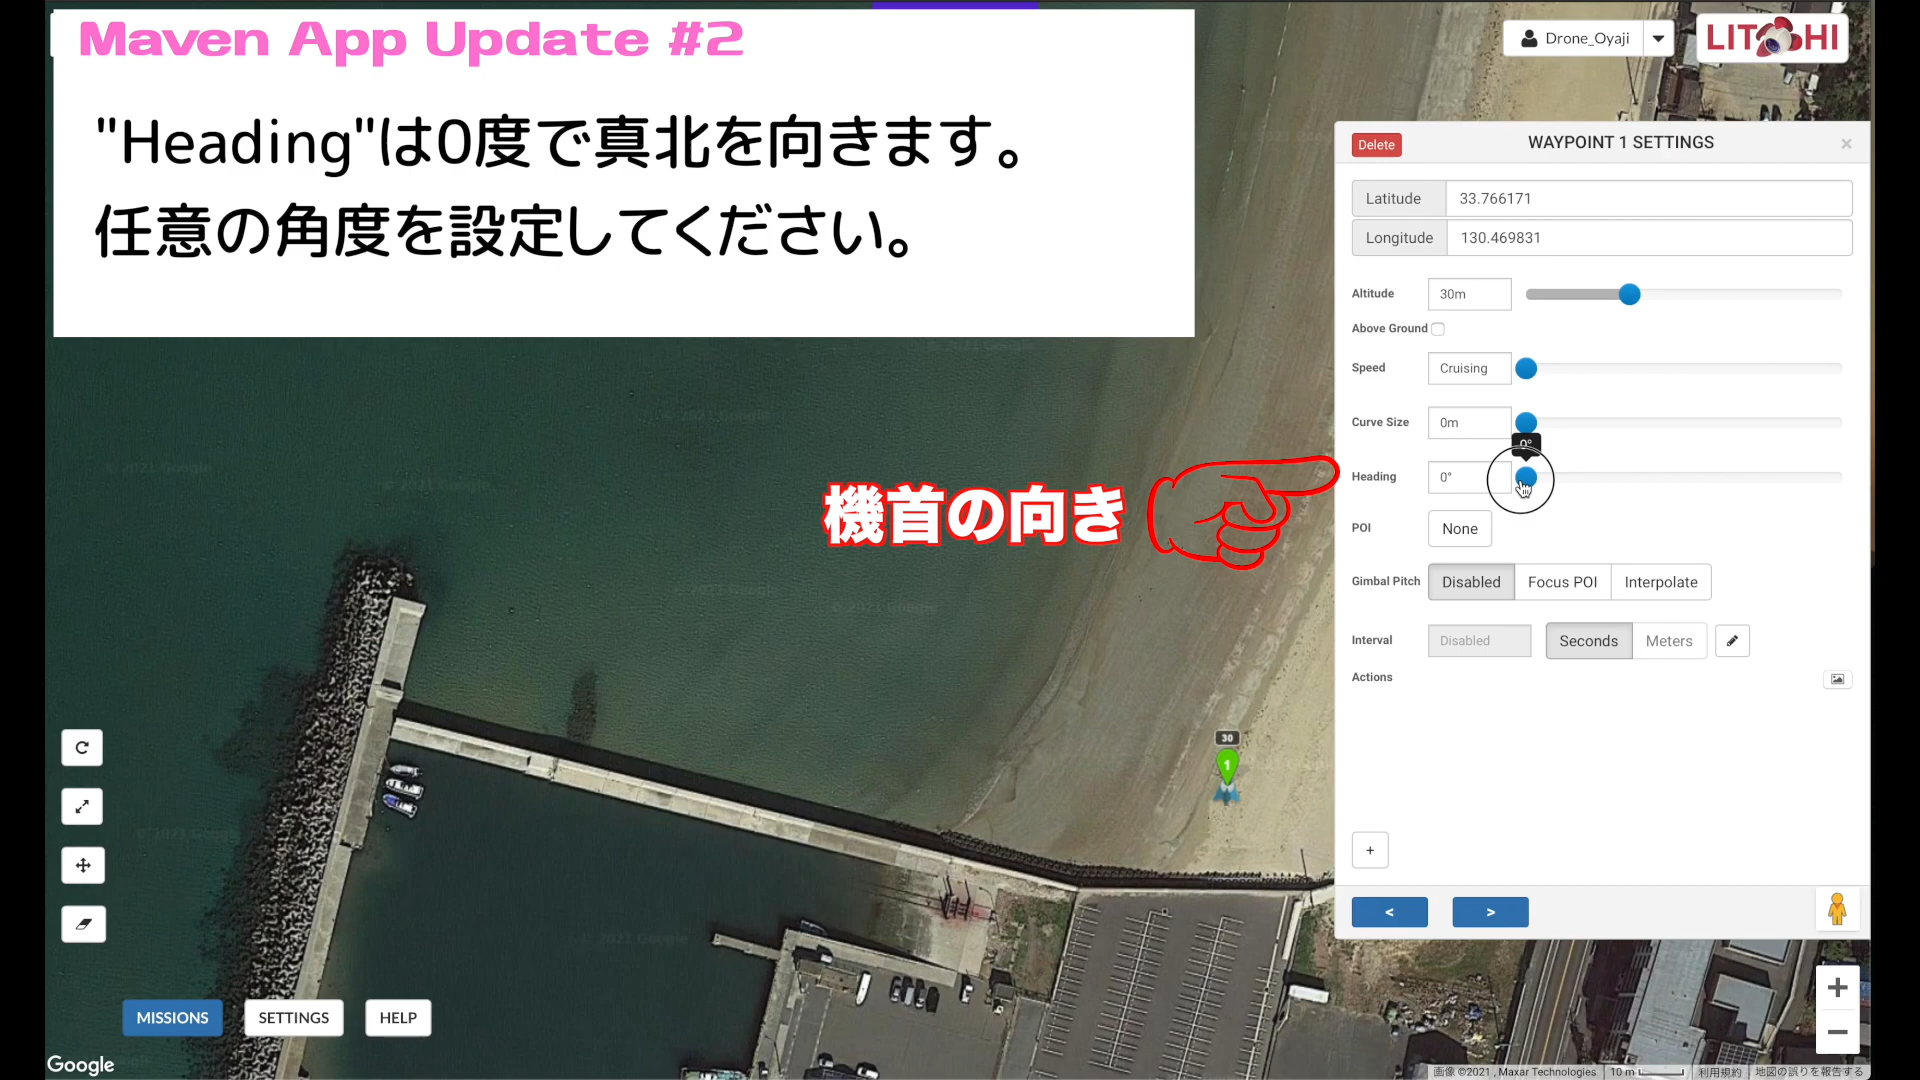 Maven App Update #2
"Heading"は0度で真北を向きます。
任意の角度を設定してください。
Drone_Oyaji
LITCHI
Delete
WAYPOINT 1 SETTINGS
×
Latitude 33.766171
Longitude 130.469831
Altitude 30m
Above Ground
Speed Cruising
Curve Size 0m
0°
Heading 0°
機首の向き
POI None
Gimbal Pitch Disabled Focus POI Interpolate
Interval Disabled Seconds Meters
Actions
30
1
+
< >
MISSIONS SETTINGS HELP
+
−
Google
画像 ©2021 , Maxar Technologies 10 m 利用規約 地図の誤りを報告する